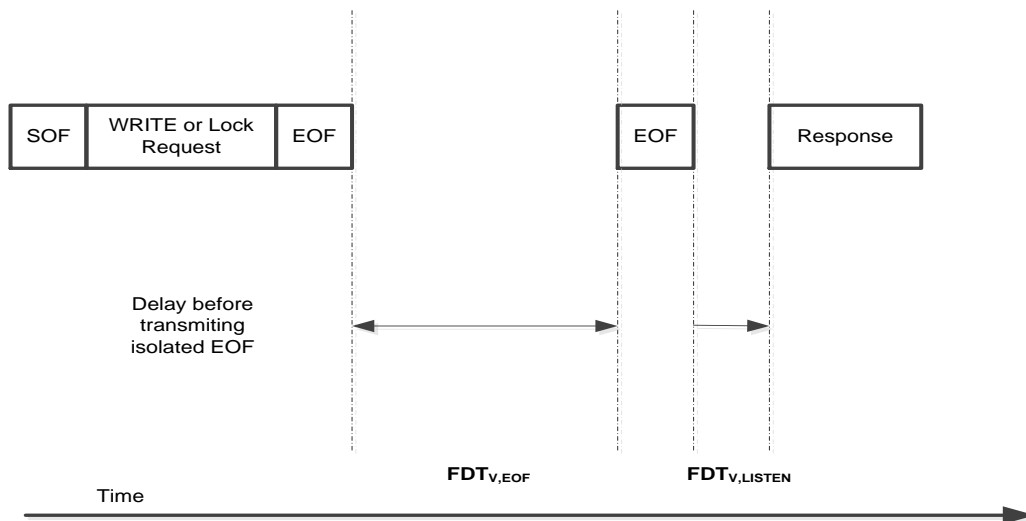 SOF
WRITE or Lock
Request
EOF
EOF
Response
Delay before
transmiting
isolated EOF
FDTV,EOF
FDTV,LISTEN
Time